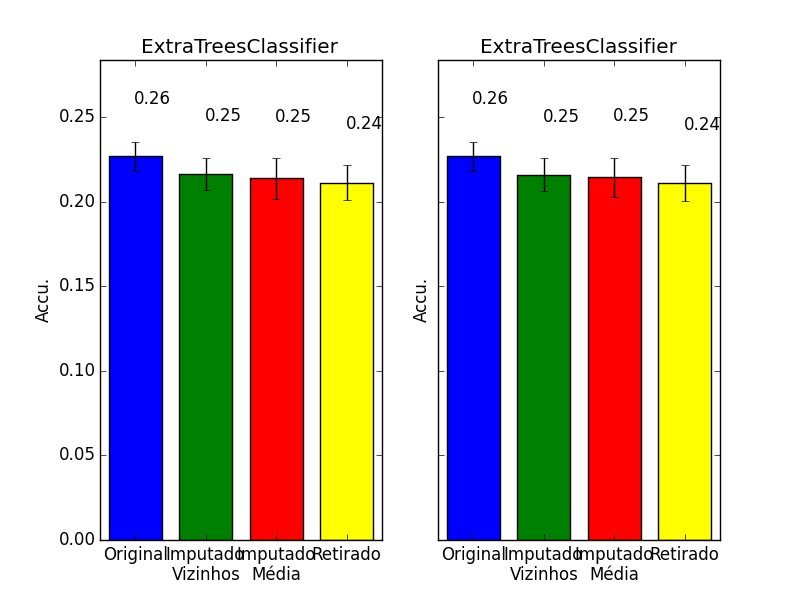 ExtraTreesClassifier
ExtraTreesClassifier
0.26
0.25
0.25
0.24
0.26
0.25
0.25
0.24
0.25
0.20
0.15
0.10
0.05
0.00
Accu.
Accu.
Original
Imputado
Vizinhos
Imputado
Média
Retirado
Original
Imputado
Vizinhos
Imputado
Média
Retirado